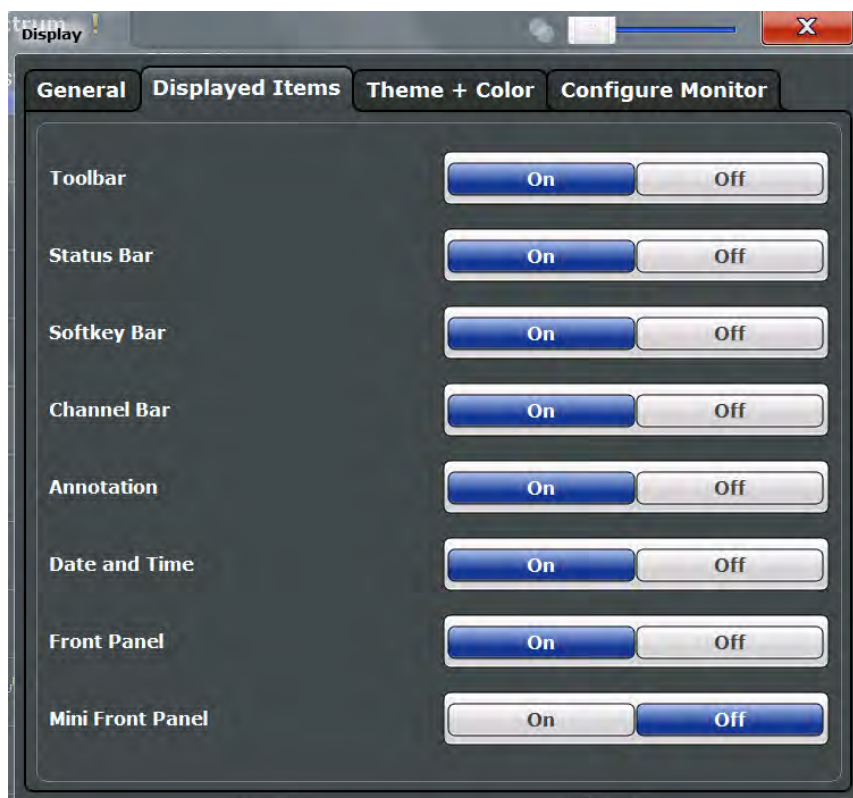 Display
General Displayed Items Theme + Color Configure Monitor
Toolbar On Off
Status Bar On Off
Softkey Bar On Off
Channel Bar On Off
Annotation On Off
Date and Time On Off
Front Panel On Off
Mini Front Panel On Off